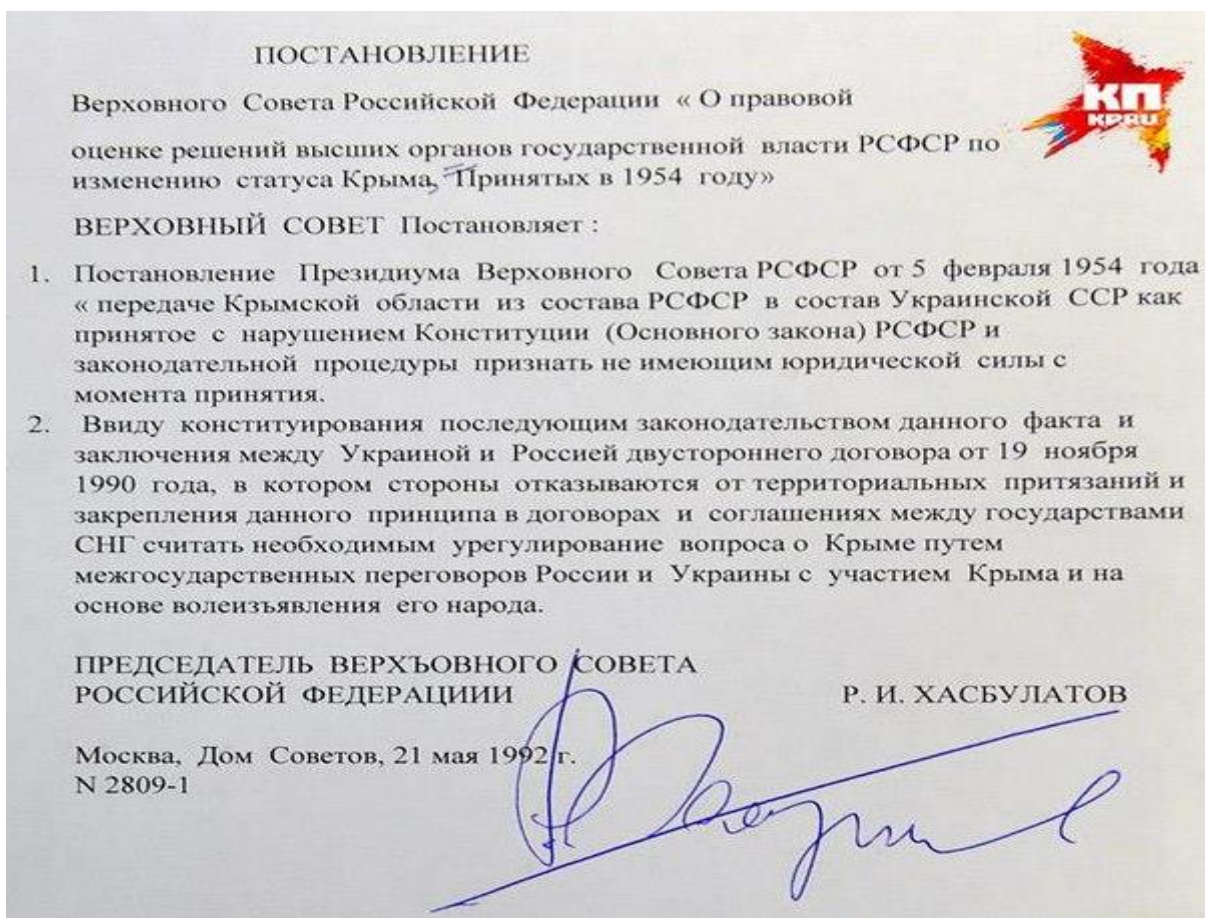 ПОСТАНОВЛЕНИЕ
КП
KP.RU
Верховного Совета Российской Федерации « О правовой
оценке решений высших органов государственной власти РСФСР по
изменению статуса Крыма, Принятых в 1954 году»
ВЕРХОВНЫЙ СОВЕТ Постановляет :
1. Постановление Президиума Верховного Совета РСФСР от 5 февраля 1954 года
« передаче Крымской области из состава РСФСР в состав Украинской ССР как
принятое с нарушением Конституции (Основного закона) РСФСР и
законодательной процедуры признать не имеющим юридической силы с
момента принятия.
2. Ввиду конституирования последующим законодательством данного факта и
заключения между Украиной и Россией двустороннего договора от 19 ноября
1990 года, в котором стороны отказываются от территориальных притязаний и
закрепления данного принципа в договорах и соглашениях между государствами
СНГ считать необходимым урегулирование вопроса о Крыме путем
межгосударственных переговоров России и Украины с участием Крыма и на
основе волеизъявления его народа.
ПРЕДСЕДАТЕЛЬ ВЕРХЪОВНОГО СОВЕТА
РОССИЙСКОЙ ФЕДЕРАЦИИИ Р. И. ХАСБУЛАТОВ
Москва, Дом Советов, 21 мая 1992 г.
N 2809-1